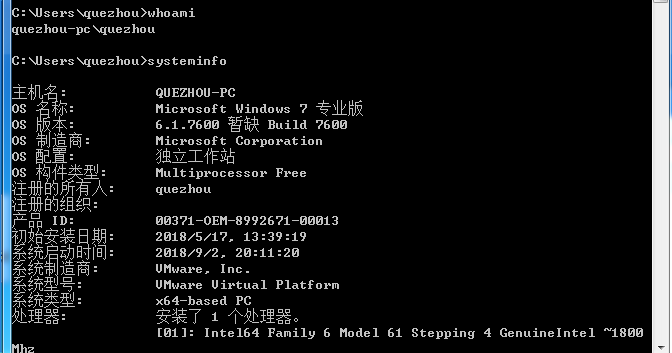 C:\Users\quezhou>whoami
quezhou-pc\quezhou
C:\Users\quezhou>systeminfo
主机名: QUEZHOU-PC
OS 名称: Microsoft Windows 7 专业版
OS 版本: 6.1.7600 暂缺 Build 7600
OS 制造商: Microsoft Corporation
OS 配置: 独立工作站
OS 构件类型: Multiprocessor Free
注册的所有人: quezhou
注册的组织:
产品 ID: 00371-OEM-8992671-00013
初始安装日期: 2018/5/17, 13:39:19
系统启动时间: 2018/9/2, 20:11:20
系统制造商: VMware, Inc.
系统型号: VMware Virtual Platform
系统类型: x64-based PC
处理器: 安装了 1 个处理器。
[01]: Intel64 Family 6 Model 61 Stepping 4 GenuineIntel ~1800
Mhz